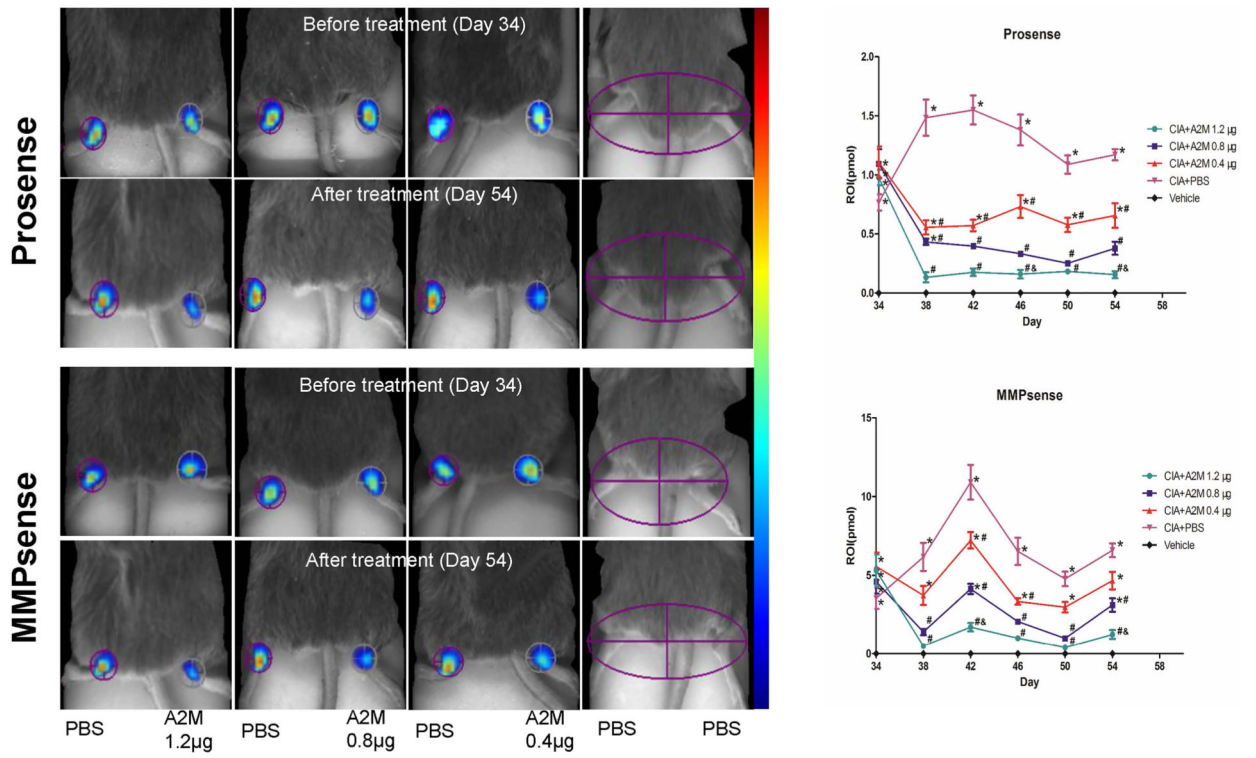 Prosense
Before treatment (Day 34)
After treatment (Day 54)
MMPsense
Before treatment (Day 34)
After treatment (Day 54)
PBS
A2M
1.2µg
PBS
A2M
0.8µg
PBS
A2M
0.4µg
PBS
PBS
Prosense
2.0
1.5
1.0
0.5
0.0
ROI(pmol)
34
38
42
46
50
54
58
Day
CIA+A2M 1.2 µg
CIA+A2M 0.8 µg
CIA+A2M 0.4 µg
CIA+PBS
Vehicle
*
*
*
*
*
*
*
*
*
* #
* #
* #
* #
* #
* #
#
#
#
#
#
#
#&
#
#&
MMPsense
15
10
5
0
ROI(pmol)
34
38
42
46
50
54
58
Day
CIA+A2M 1.2 µg
CIA+A2M 0.8 µg
CIA+A2M 0.4 µg
CIA+PBS
Vehicle
*
*
*
*
*
*
*
*
*
*
* #
* #
*
*
#
* #
#
#
* #
#
#&
#
#
#&